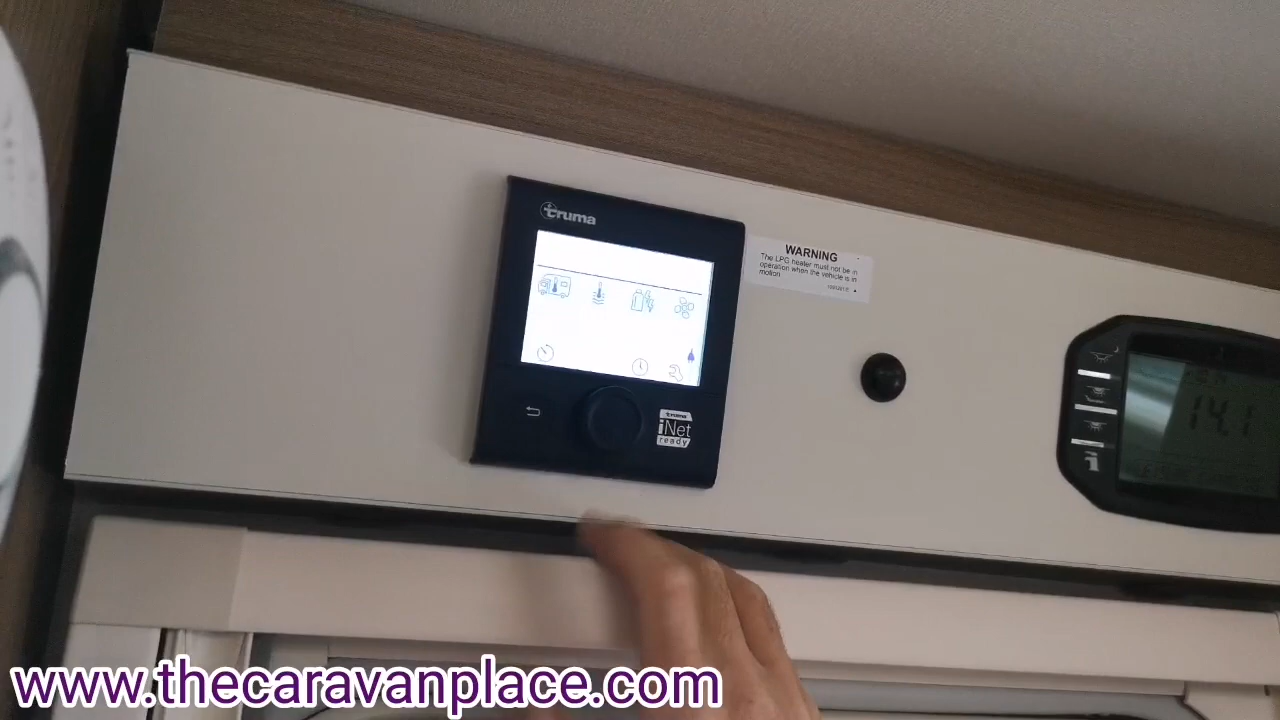 truma
WARNING
The LPG heater must not be in
operation when the vehicle is in
motion
truma
iNet
ready
14.1
www.thecaravanplace.com